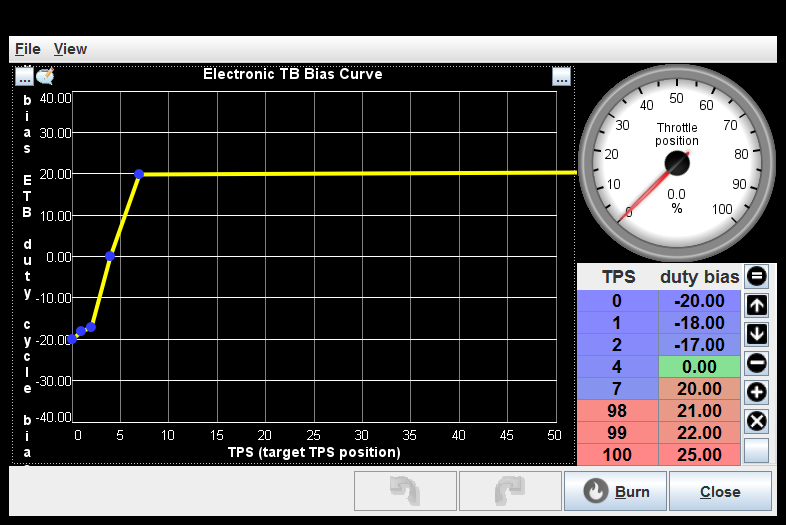 File View
... Electronic TB Bias Curve ...
bias ETB duty cycle bias
40.00
30.00
20.00
10.00
0.00
-10.00
-20.00
-30.00
-40.00
0 5 10 15 20 25 30 35 40 45 50
TPS (target TPS position)
0 10 20 30 40 50 60 70 80 90 100
Throttle
position
0.0
%
TPS duty bias
0 -20.00
1 -18.00
2 -17.00
4 0.00
7 20.00
98 21.00
99 22.00
100 25.00
Burn Close